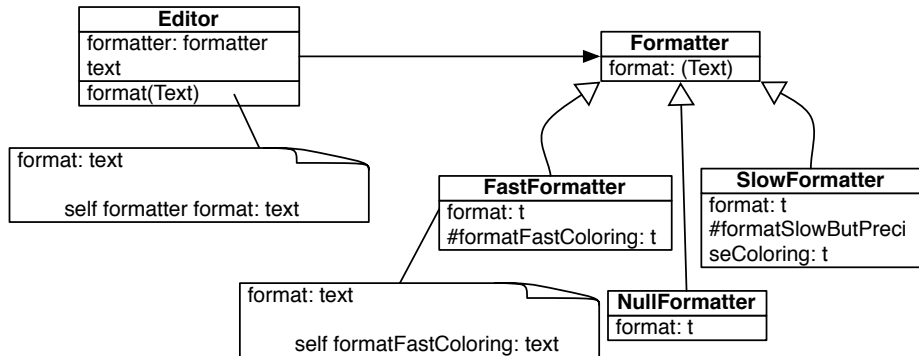 Editor
formatter: formatter
text
format(Text)
Formatter
format: (Text)
format: text
self formatter format: text
FastFormatter
format: t
#formatFastColoring: t
SlowFormatter
format: t
#formatSlowButPreci
seColoring: t
format: text
self formatFastColoring: text
NullFormatter
format: t